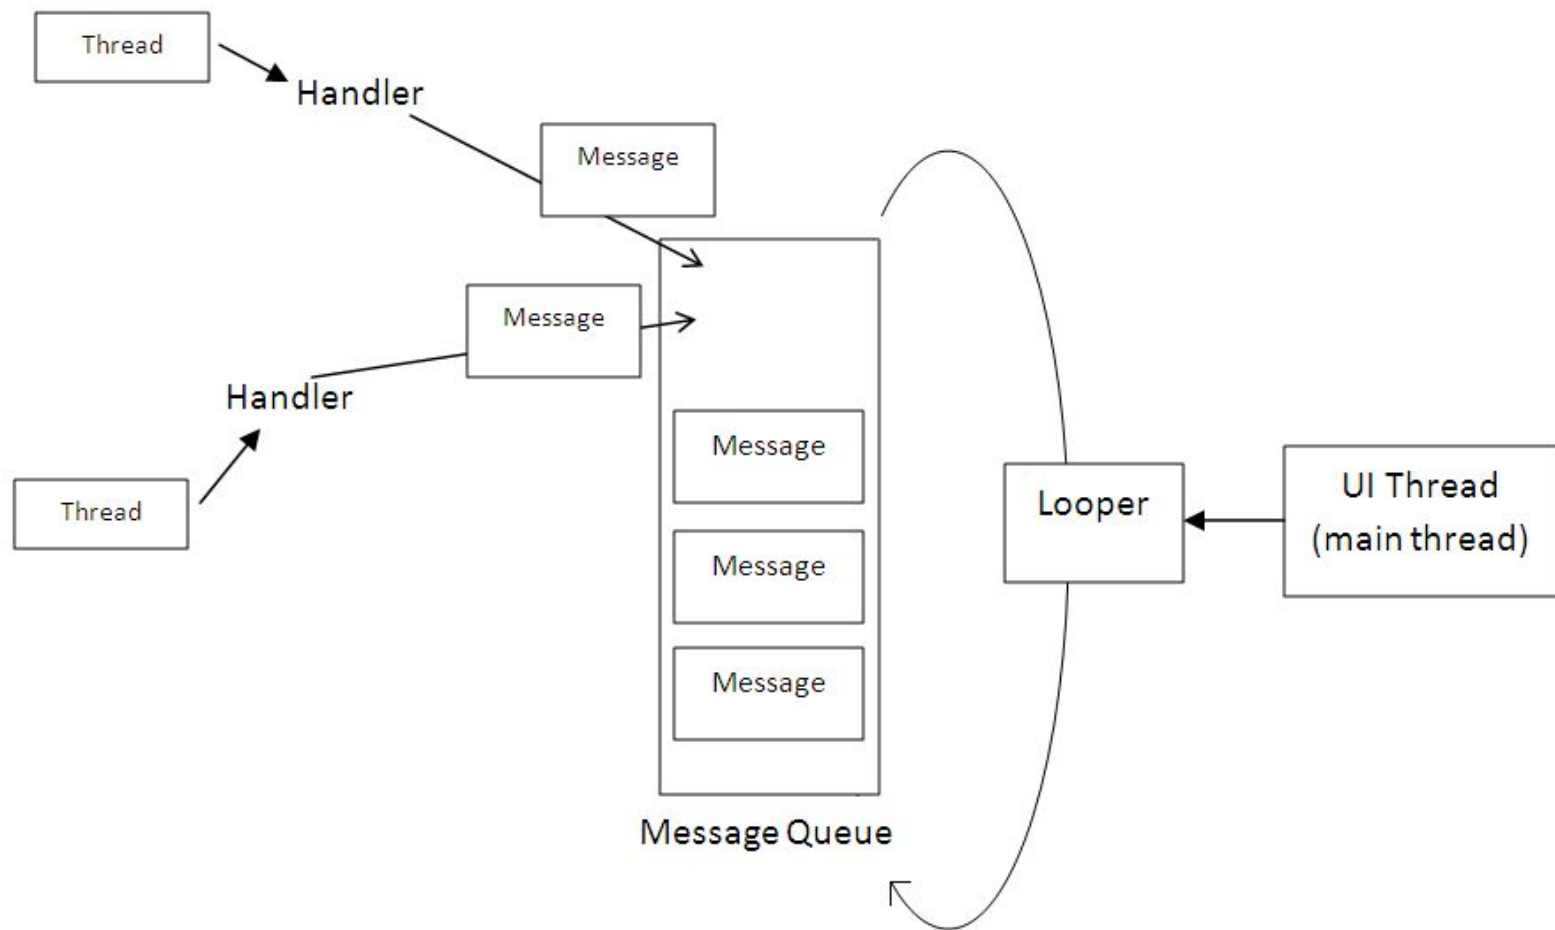 Thread
Handler
Message
Message
Handler
Thread
Message
Message
Message
Message Queue
Looper
UI Thread
(main thread)